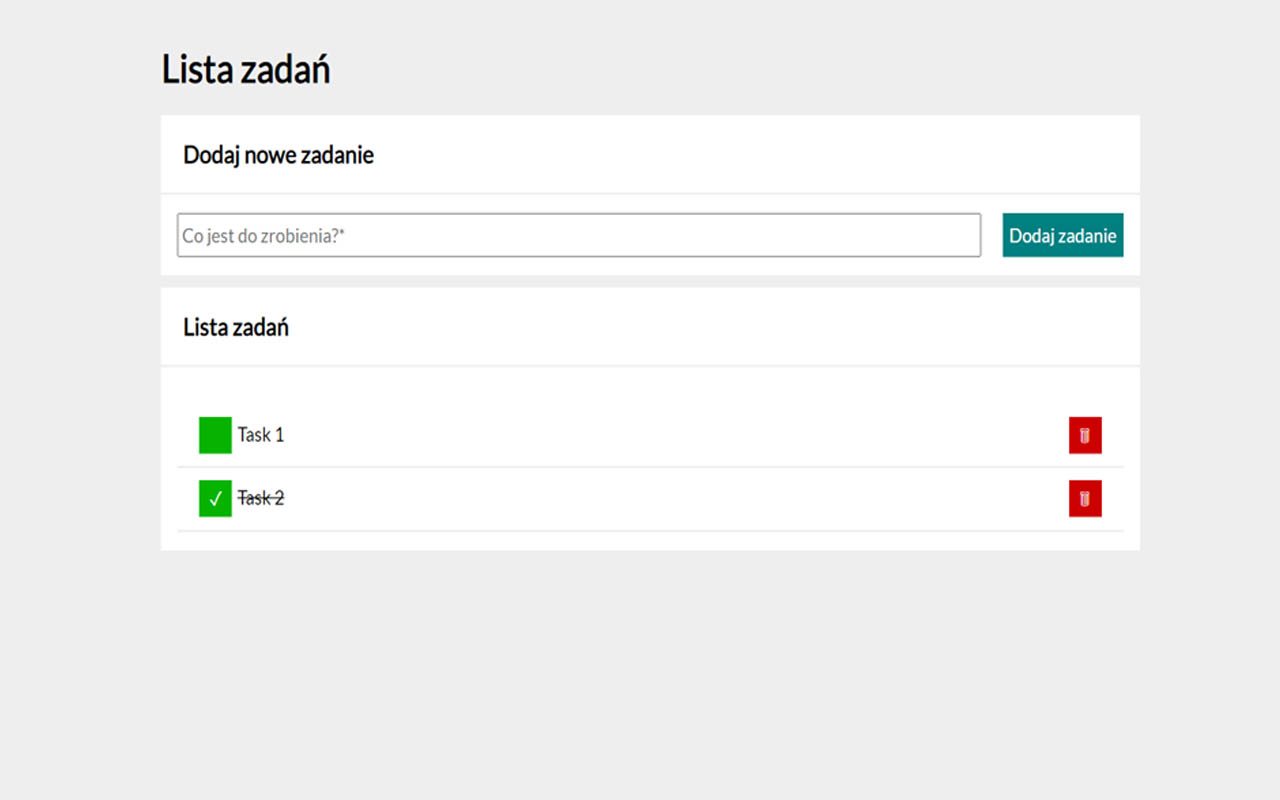 Lista zadań
Dodaj nowe zadanie
Co jest do zrobienia?*
Dodaj zadanie
Lista zadań
Task 1
✓ Task 2